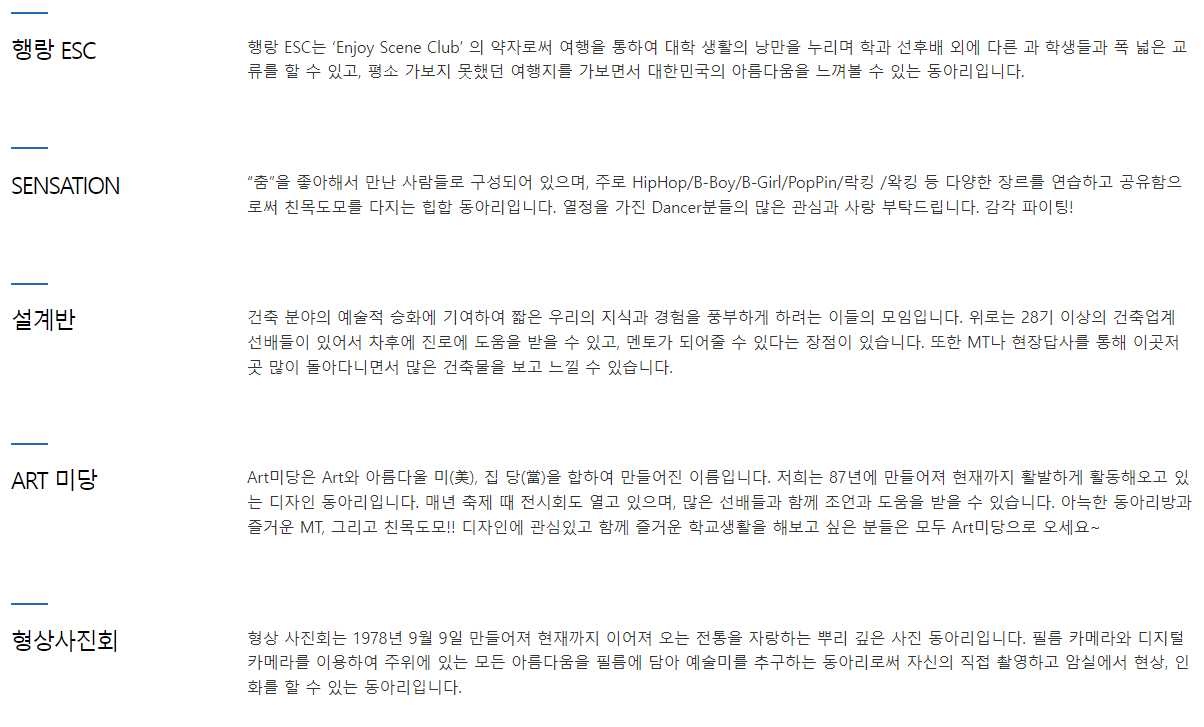 행랑 ESC
행랑 ESC는 ‘Enjoy Scene Club’ 의 약자로써 여행을 통하여 대학 생활의 낭만을 누리며 학과 선후배 외에 다른 과 학생들과 폭 넓은 교
류를 할 수 있고, 평소 가보지 못했던 여행지를 가보면서 대한민국의 아름다움을 느껴볼 수 있는 동아리입니다.
SENSATION
”춤”을 좋아해서 만난 사람들로 구성되어 있으며, 주로 HipHop/B-Boy/B-Girl/PopPin/락킹 /왁킹 등 다양한 장르를 연습하고 공유함으
로써 친목도모를 다지는 힙합 동아리입니다. 열정을 가진 Dancer분들의 많은 관심과 사랑 부탁드립니다. 감각 파이팅!
설계반
건축 분야의 예술적 승화에 기여하여 짧은 우리의 지식과 경험을 풍부하게 하려는 이들의 모임입니다. 위로는 28기 이상의 건축업계
선배들이 있어서 차후에 진로에 도움을 받을 수 있고, 멘토가 되어줄 수 있다는 장점이 있습니다. 또한 MT나 현장답사를 통해 이곳저
곳 많이 돌아다니면서 많은 건축물을 보고 느낄 수 있습니다.
ART 미당
Art미당은 Art와 아름다울 미(美), 집 당(當)을 합하여 만들어진 이름입니다. 저희는 87년에 만들어져 현재까지 활발하게 활동해오고 있
는 디자인 동아리입니다. 매년 축제 때 전시회도 열고 있으며, 많은 선배들과 함께 조언과 도움을 받을 수 있습니다. 아늑한 동아리방과
즐거운 MT, 그리고 친목도모!! 디자인에 관심있고 함께 즐거운 학교생활을 해보고 싶은 분들은 모두 Art미당으로 오세요~
형상사진회
형상 사진회는 1978년 9월 9일 만들어져 현재까지 이어져 오는 전통을 자랑하는 뿌리 깊은 사진 동아리입니다. 필름 카메라와 디지털
카메라를 이용하여 주위에 있는 모든 아름다움을 필름에 담아 예술미를 추구하는 동아리로써 자신의 직접 촬영하고 암실에서 현상, 인
화를 할 수 있는 동아리입니다.